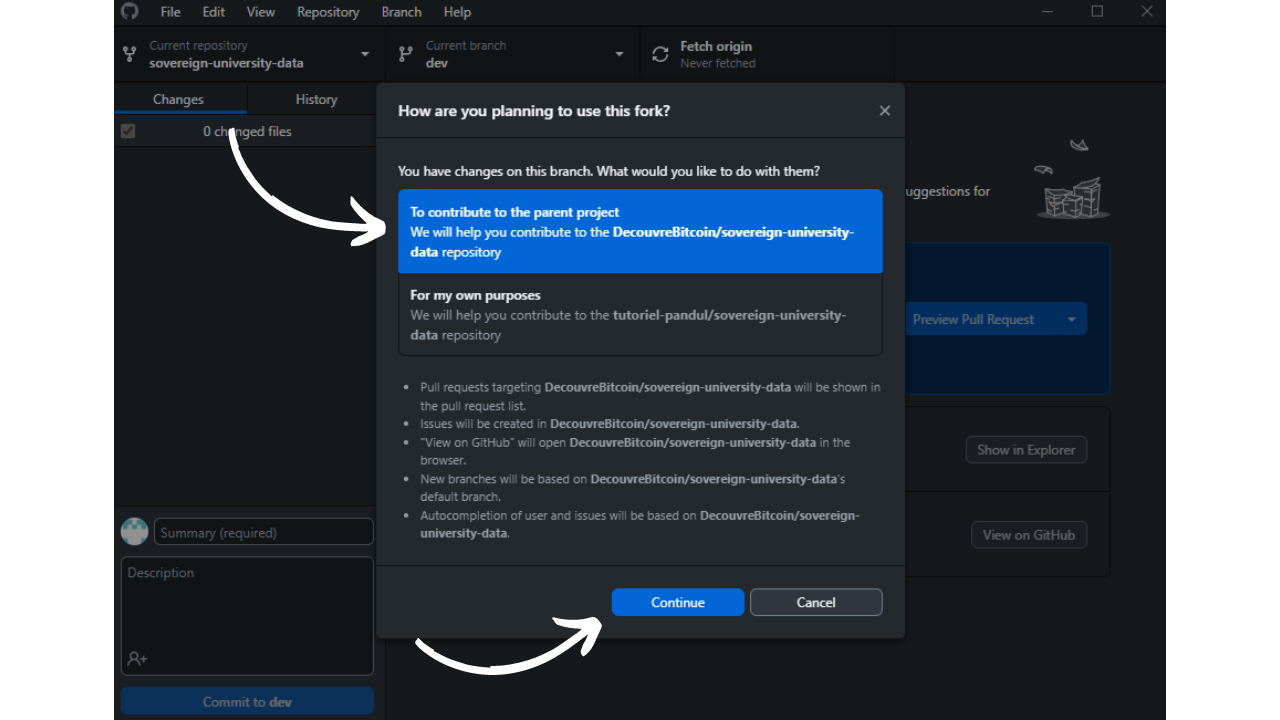 File Edit View Repository Branch Help
Current repository
sovereign-university-data
Current branch
dev
Fetch origin
Never fetched
Changes
History
0 changed files
How are you planning to use this fork?
You have changes on this branch. What would you like to do with them?
To contribute to the parent project
We will help you contribute to the DecouvreBitcoin/sovereign-university-
data repository
For my own purposes
We will help you contribute to the tutoriel-pandul/sovereign-university-
data repository
• Pull requests targeting DecouvreBitcoin/sovereign-university-data will be shown in
the pull request list.
• Issues will be created in DecouvreBitcoin/sovereign-university-data.
• "View on GitHub" will open DecouvreBitcoin/sovereign-university-data in the
browser.
• New branches will be based on DecouvreBitcoin/sovereign-university-data's
default branch.
• Autocompletion of user and issues will be based on DecouvreBitcoin/sovereign-
university-data.
Continue
Cancel
uggestions for
Preview Pull Request
Show in Explorer
View on GitHub
Summary (required)
Description
Commit to dev